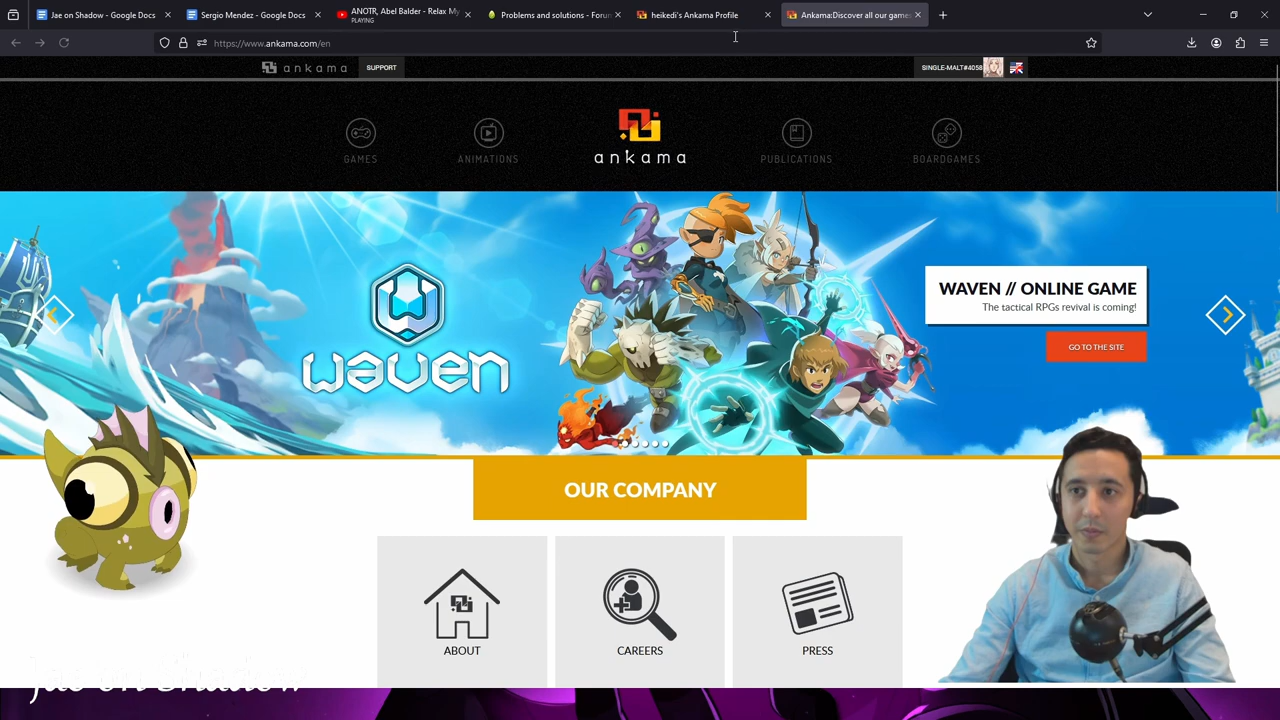 Jae on Shadow - Google Docs
Sergio Mendez - Google Docs
ANOTR, Abel Balder - Relax My
PLAYING
Problems and solutions - Forum
heikedi's Ankama Profile
Ankama:Discover all our games
https://www.ankama.com/en
ankama
SUPPORT
SINGLE-MALT#4058
GAMES
ANIMATIONS
ankama
PUBLICATIONS
BOARDGAMES
waven
WAVEN // ONLINE GAME
The tactical RPGs revival is coming!
GO TO THE SITE
OUR COMPANY
ABOUT
CAREERS
PRESS
Jae on Shadow